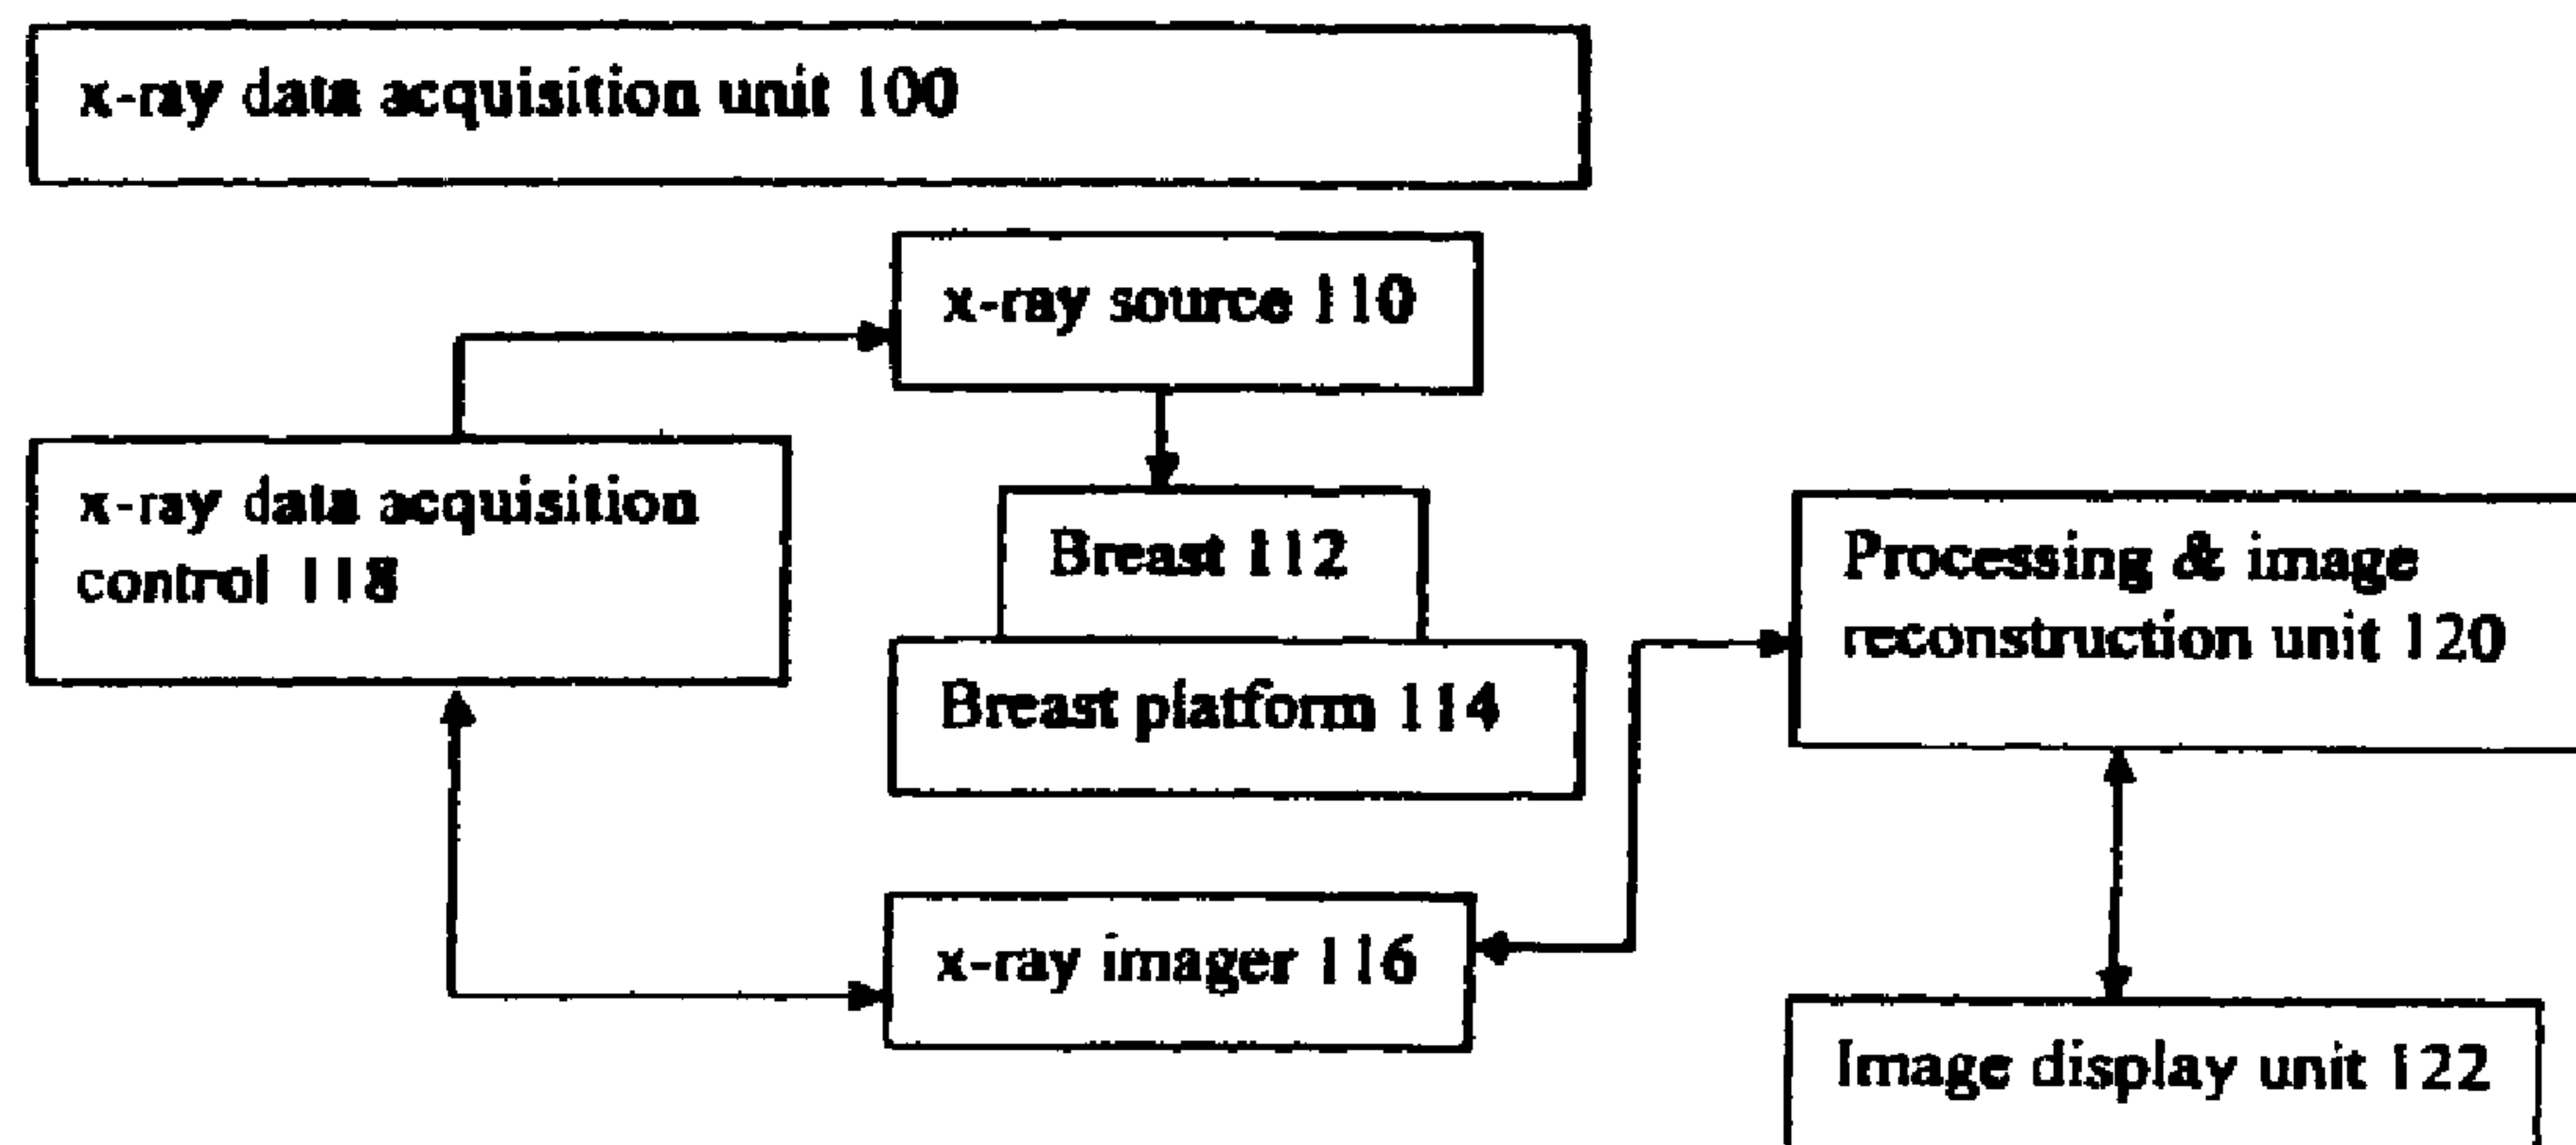 x-ray data acquisition unit 100
x-ray source 110
x-ray data acquisition
control 118
Breast 112
Breast platform 114
Processing & image
reconstruction unit 120
x-ray imager 116
Image display unit 122